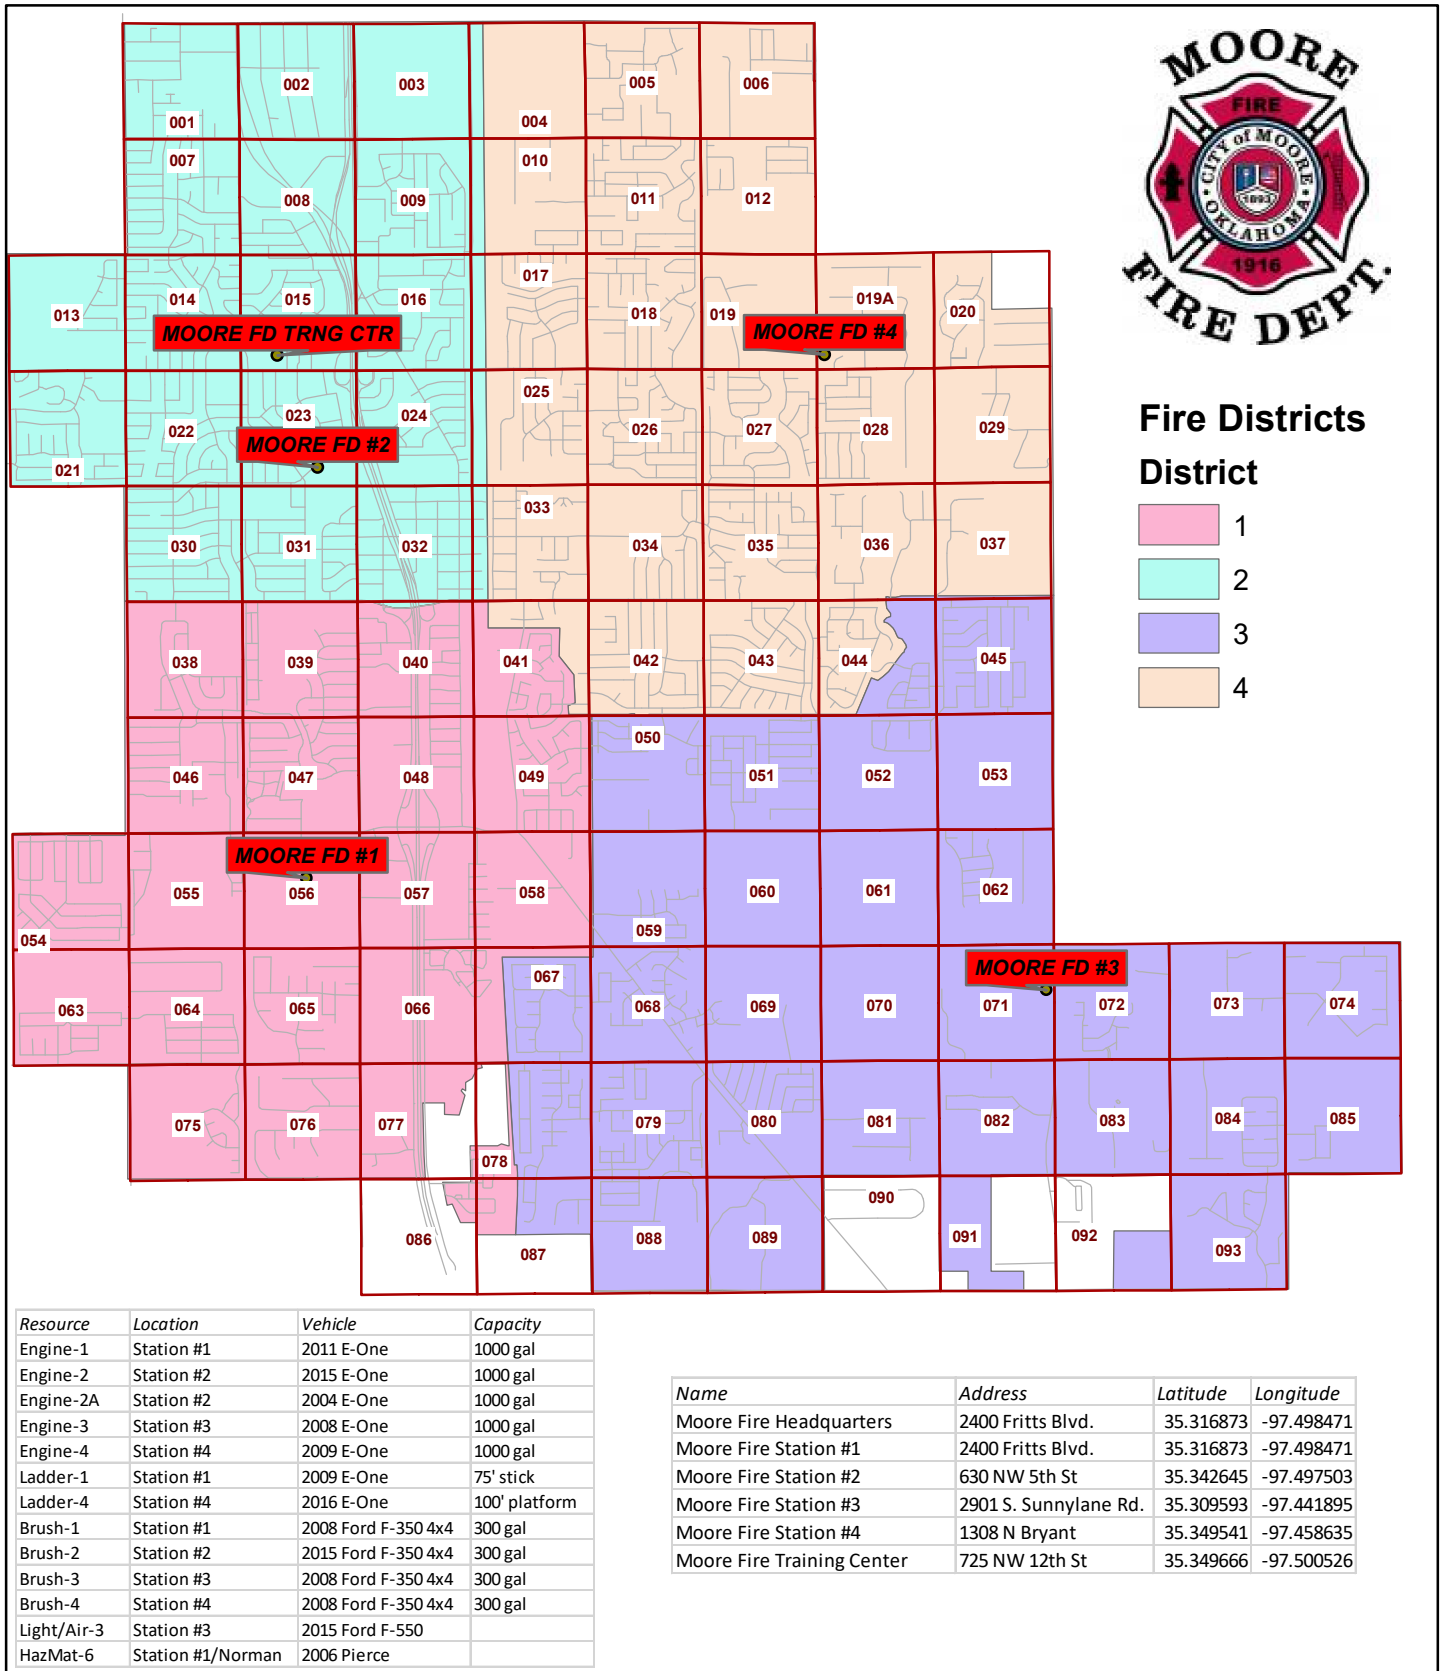 MOORE
FIRE
CITY of MOORE
1893
OKLAHOMA
1916
FIRE DEPT.
002 003 005 006
001 004
007 010
008 009 011 012
017
014 015 016 019A
013 018 019 020
MOORE FD TRNG CTR MOORE FD #4
Fire Districts
District
1
2
3
4
025
023 024
022 026 027 028 029
MOORE FD #2
021
033
030 031 032 034 035 036 037
038 039 040 041 042 043 044 045
050
046 047 048 049 051 052 053
MOORE FD #1
055 056 057 058 060 061 062
059
054
MOORE FD #3
067
063 064 065 066 068 069 070 071 072 073 074
075 076 077 079 080 081 082 083 084 085
078
090
086 087 088 089 091 092 093
Resource Location Vehicle Capacity
Engine-1 Station #1 2011 E-One 1000 gal
Engine-2 Station #2 2015 E-One 1000 gal
Engine-2A Station #2 2004 E-One 1000 gal
Engine-3 Station #3 2008 E-One 1000 gal
Engine-4 Station #4 2009 E-One 1000 gal
Ladder-1 Station #1 2009 E-One 75' stick
Ladder-4 Station #4 2016 E-One 100' platform
Brush-1 Station #1 2008 Ford F-350 4x4 300 gal
Brush-2 Station #2 2015 Ford F-350 4x4 300 gal
Brush-3 Station #3 2008 Ford F-350 4x4 300 gal
Brush-4 Station #4 2008 Ford F-350 4x4 300 gal
Light/Air-3 Station #3 2015 Ford F-550
HazMat-6 Station #1/Norman 2006 Pierce
Name Address Latitude Longitude
Moore Fire Headquarters 2400 Fritts Blvd. 35.316873 -97.498471
Moore Fire Station #1 2400 Fritts Blvd. 35.316873 -97.498471
Moore Fire Station #2 630 NW 5th St 35.342645 -97.497503
Moore Fire Station #3 2901 S. Sunnylane Rd. 35.309593 -97.441895
Moore Fire Station #4 1308 N Bryant 35.349541 -97.458635
Moore Fire Training Center 725 NW 12th St 35.349666 -97.500526